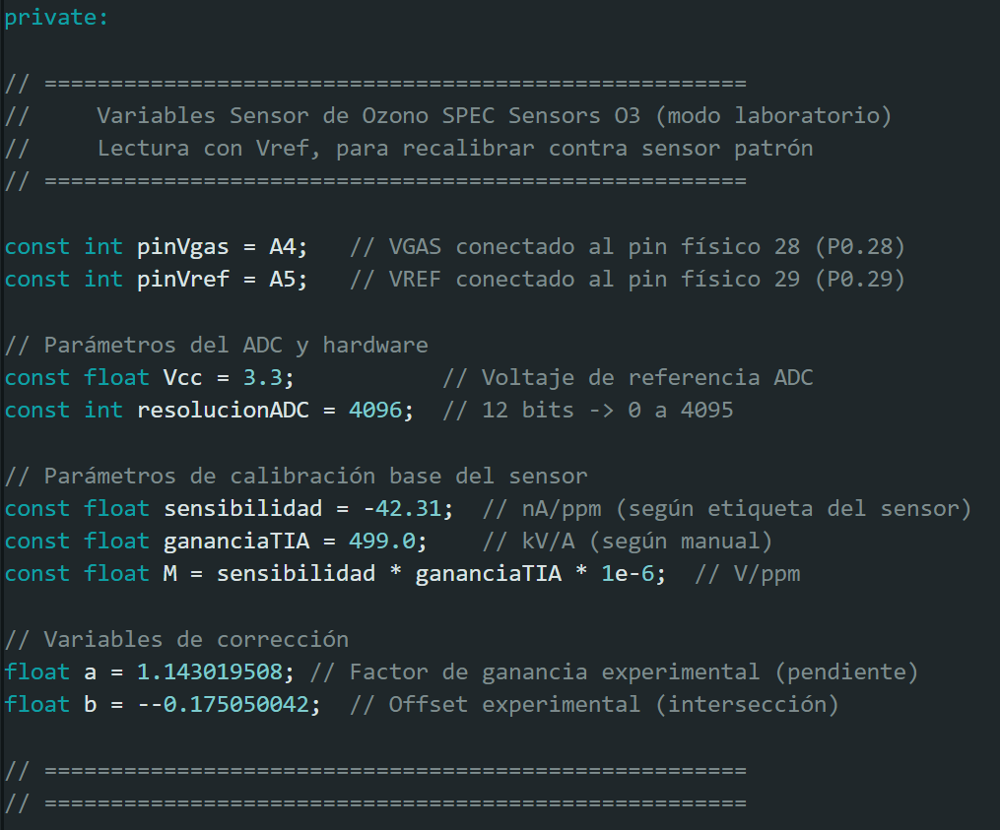 private:
// =====================================================
//     Variables Sensor de Ozono SPEC Sensors O3 (modo laboratorio)
//     Lectura con Vref, para recalibrar contra sensor patrón
// =====================================================
const int pinVgas = A4;   // VGAS conectado al pin físico 28 (P0.28)
const int pinVref = A5;   // VREF conectado al pin físico 29 (P0.29)
// Parámetros del ADC y hardware
const float Vcc = 3.3;           // Voltaje de referencia ADC
const int resolucionADC = 4096;  // 12 bits -> 0 a 4095
// Parámetros de calibración base del sensor
const float sensibilidad = -42.31;  // nA/ppm (según etiqueta del sensor)
const float gananciaTIA = 499.0;    // kV/A (según manual)
const float M = sensibilidad * gananciaTIA * 1e-6;  // V/ppm
// Variables de corrección
float a = 1.143019508; // Factor de ganancia experimental (pendiente)
float b = --0.175050042;  // Offset experimental (intersección)
// =====================================================
// =====================================================